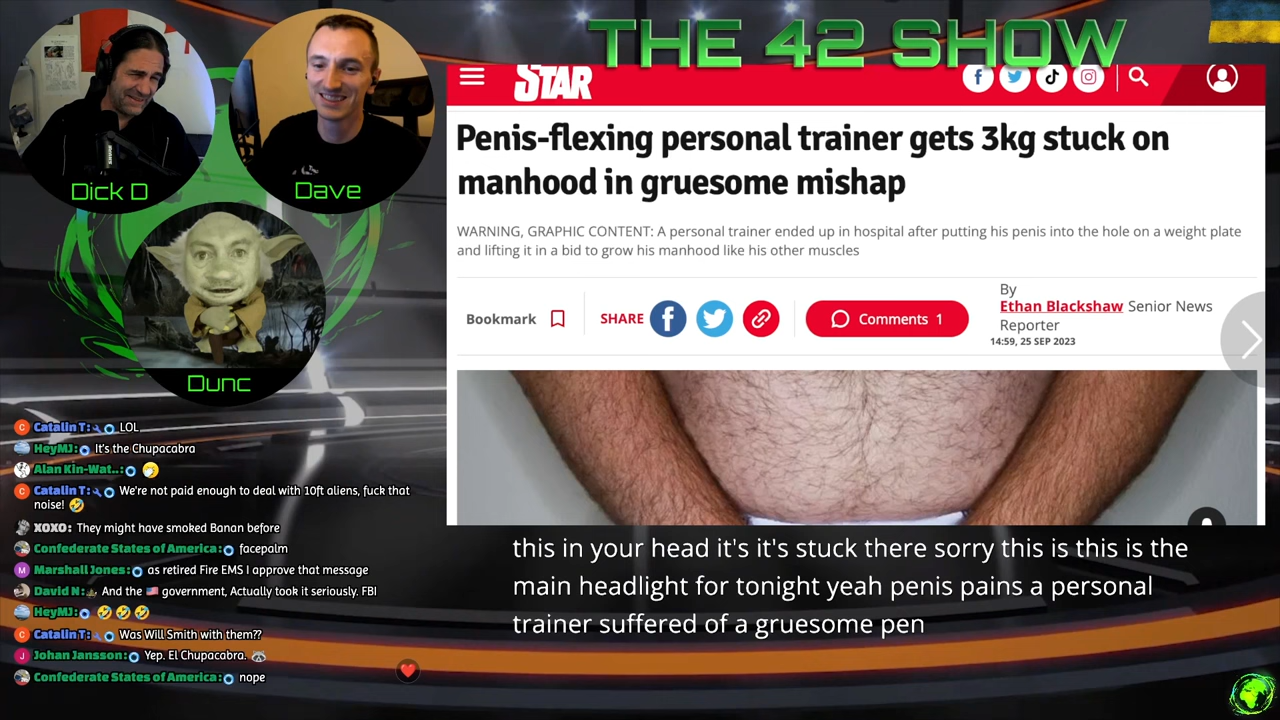 THE 42 SHOW
Dick D
Dave
Dunc
STAR
Penis-flexing personal trainer gets 3kg stuck on
manhood in gruesome mishap
WARNING, GRAPHIC CONTENT: A personal trainer ended up in hospital after putting his penis into the hole on a weight plate
and lifting it in a bid to grow his manhood like his other muscles
Bookmark
SHARE
Comments 1
By
Ethan Blackshaw Senior News
Reporter
14:59, 25 SEP 2023
Catalin T: LOL
HeyMJ: It's the Chupacabra
Alan Kin-Wat..: 🤭
Catalin T: We're not paid enough to deal with 10ft aliens, fuck that
noise! 🤣
XOXO: They might have smoked Banan before
Confederate States of America: facepalm
Marshall Jones: as retired Fire EMS I approve that message
David N: And the 🇺🇸 government, Actually took it seriously. FBI
HeyMJ: 🤣🤣🤣
Catalin T: Was Will Smith with them??
Johan Jansson: Yep. El Chupacabra. 🦝
Confederate States of America: nope
this in your head it's it's stuck there sorry this is this is the
main headlight for tonight yeah penis pains a personal
trainer suffered of a gruesome pen